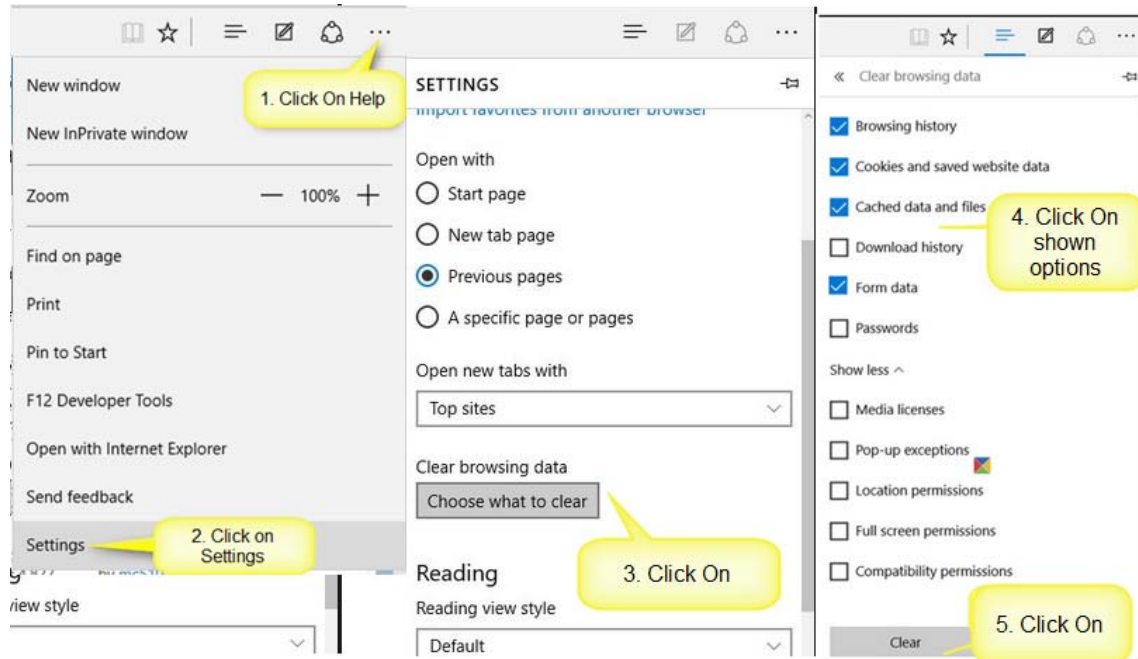 New window
1. Click On Help
New InPrivate window
Zoom
100%
Find on page
Print
Pin to Start
F12 Developer Tools
Open with Internet Explorer
Send feedback
Settings
2. Click on
Settings
view style
SETTINGS
Import favorites from another browser
Open with
Start page
New tab page
Previous pages
A specific page or pages
Open new tabs with
Top sites
Clear browsing data
Choose what to clear
3. Click On
Reading
Reading view style
Default
Clear browsing data
Browsing history
Cookies and saved website data
Cached data and files
4. Click On
shown
options
Download history
Form data
Passwords
Show less
Media licenses
Pop-up exceptions
Location permissions
Full screen permissions
Compatibility permissions
5. Click On
Clear